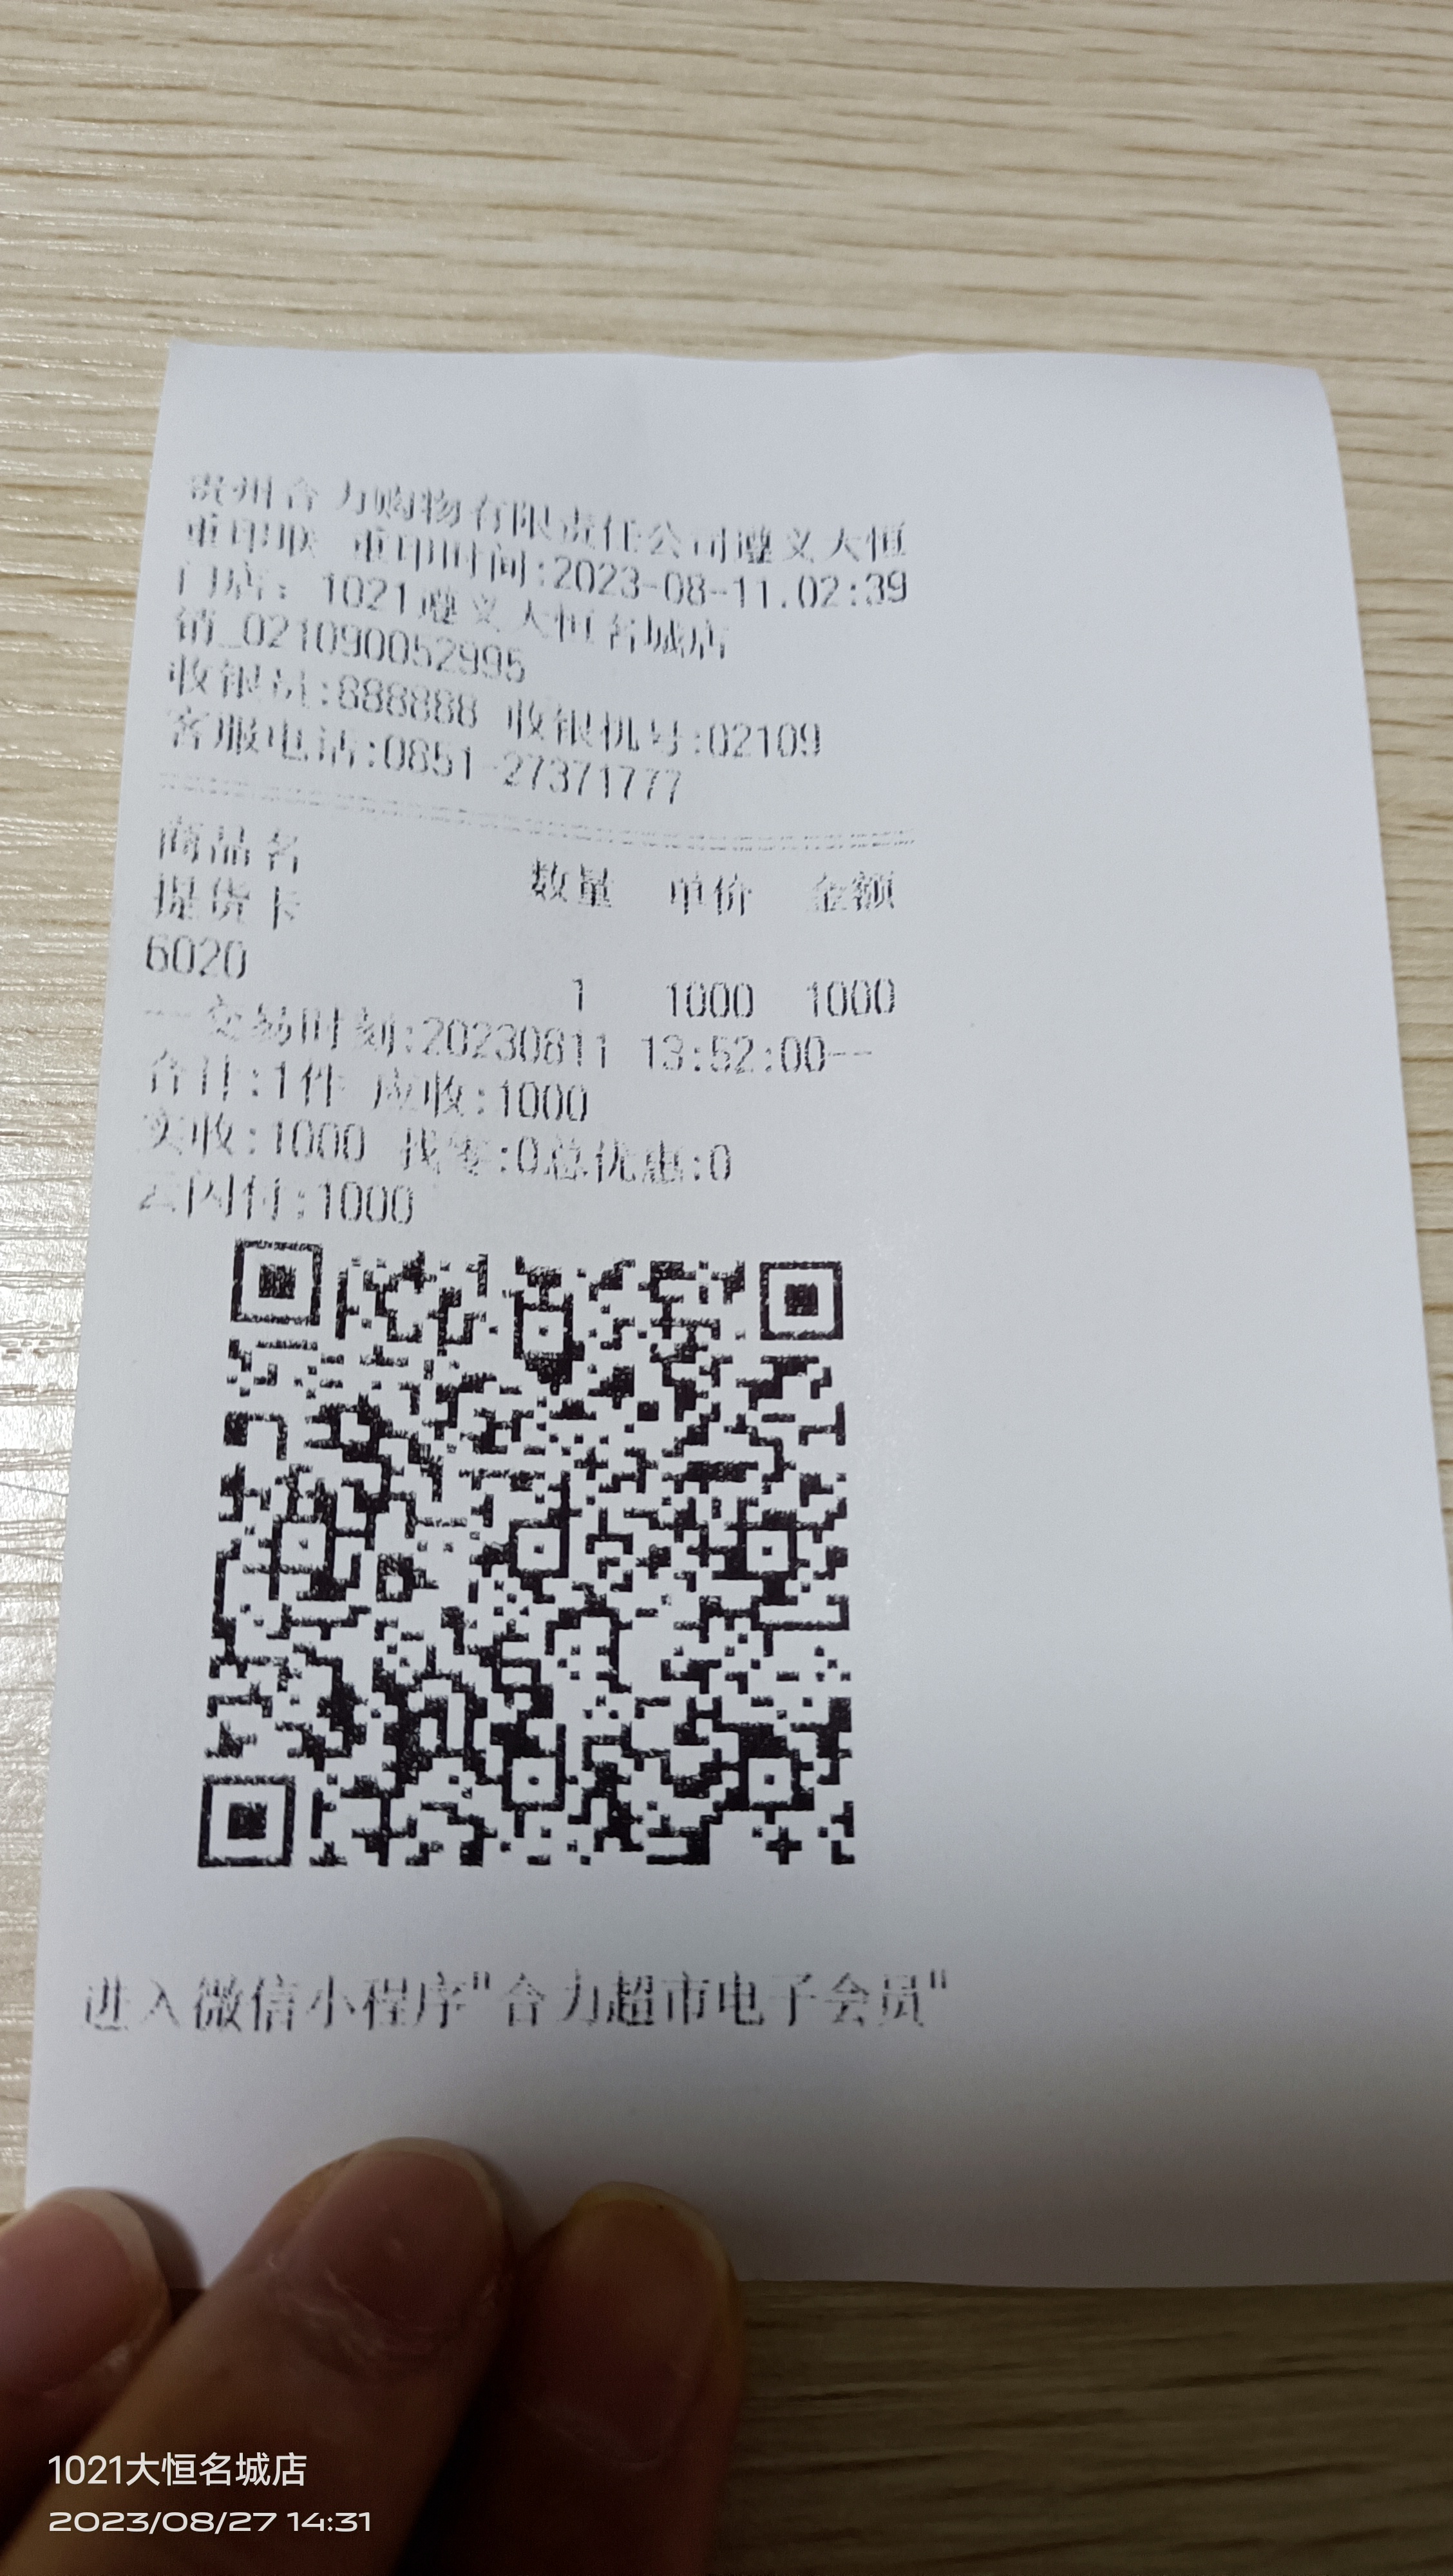 贵州合力购物有限责任公司遵义大恒
重印联 重印时间:2023-08-11.02:39
门店: 1021遵义大恒名城店
销_021090052995
收银员:888888 收银机号:02109
客服电话:0851-27371777
商品名 数量 单价 金额
提货卡
6020
1 1000 1000
--交易时刻:20230811 13:52:00--
合计:1件 应收:1000
实收:1000 找零:0总优惠:0
云闪付:1000
进入微信小程序"合力超市电子会员"
1021大恒名城店
2023/08/27 14:31